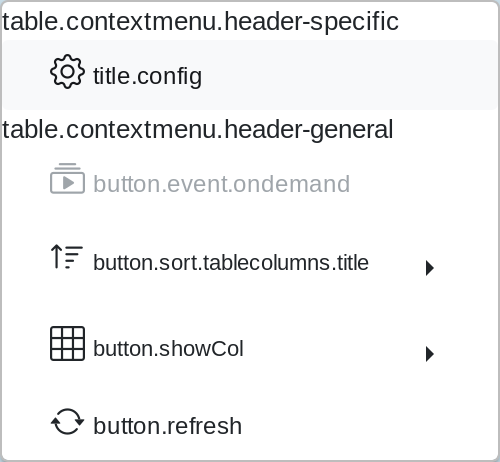 table.contextmenu.header-specific
title.config
table.contextmenu.header-general
button.event.ondemand
button.sort.tablecolumns.title
button.showCol
button.refresh